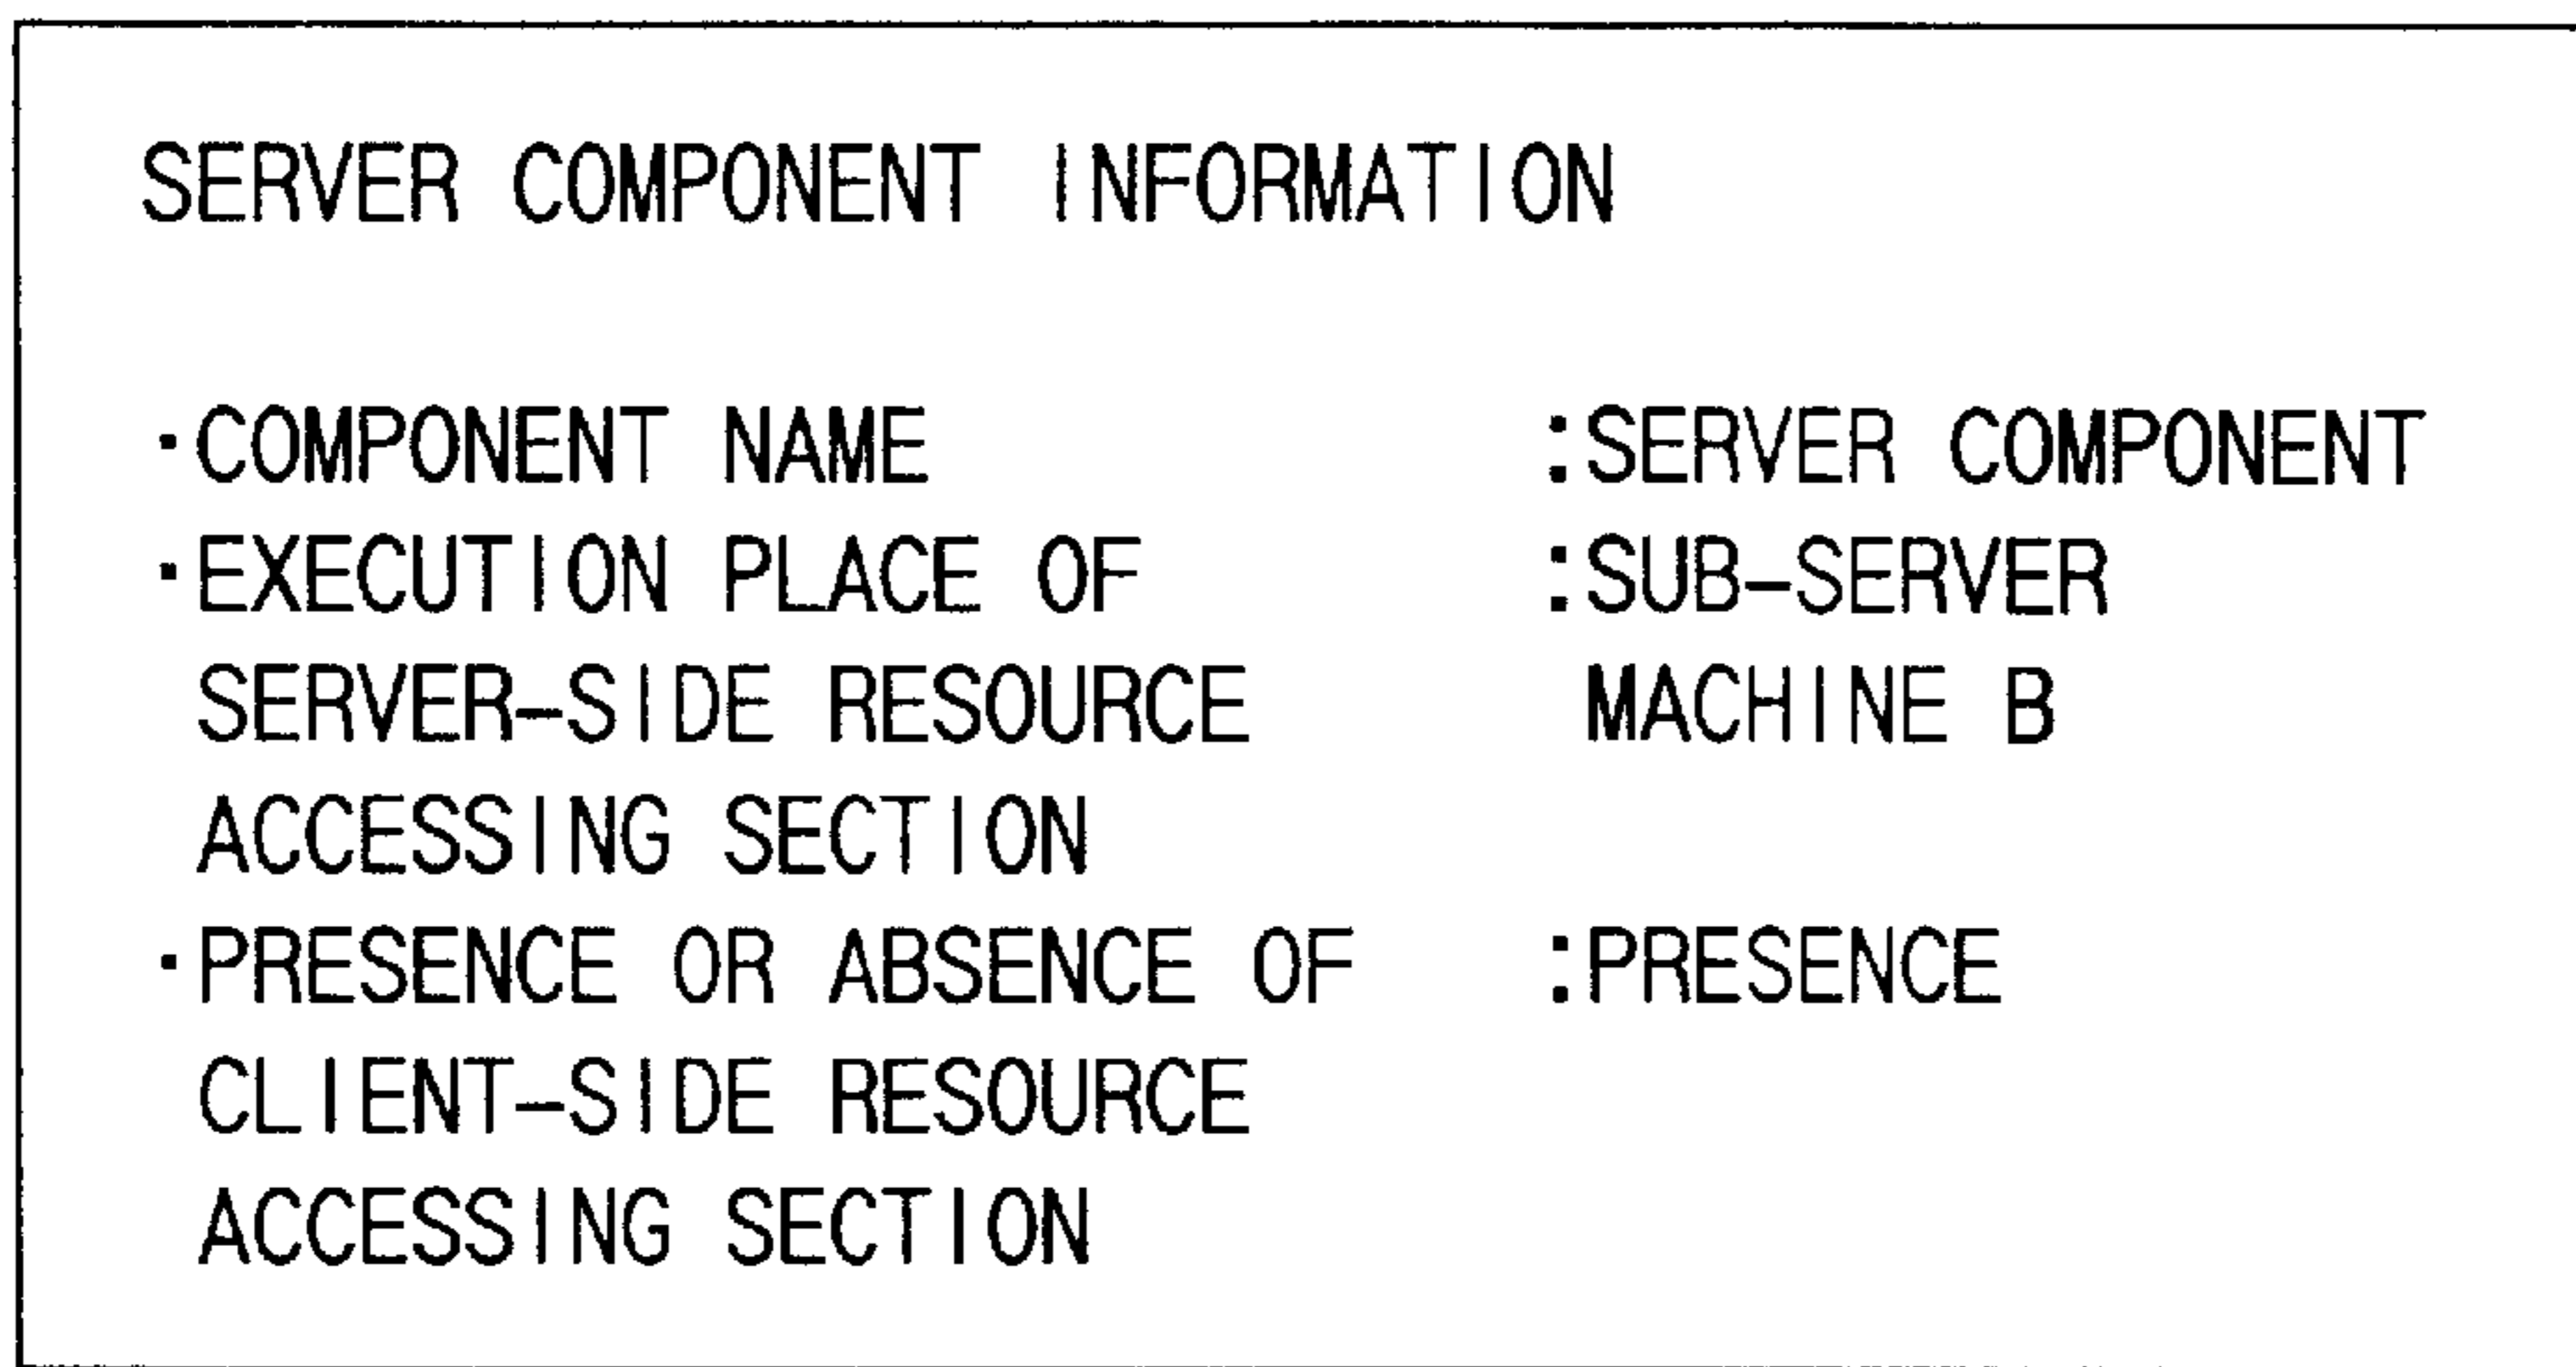 SERVER COMPONENT INFORMATION
·COMPONENT NAME :SERVER COMPONENT
·EXECUTION PLACE OF :SUB-SERVER
SERVER-SIDE RESOURCE MACHINE B
ACCESSING SECTION
·PRESENCE OR ABSENCE OF :PRESENCE
CLIENT-SIDE RESOURCE
ACCESSING SECTION